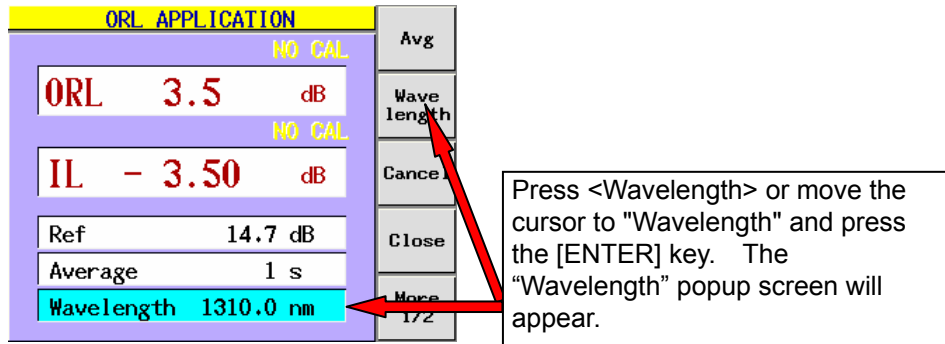 ORL APPLICATION
NO CAL
ORL 3.5 dB
NO CAL
IL - 3.50 dB
Ref 14.7 dB
Average 1 s
Wavelength 1310.0 nm
Avg
Wave
length
Cancel
Close
More
1/2
Press <Wavelength> or move the
cursor to "Wavelength" and press
the [ENTER] key. The
“Wavelength” popup screen will
appear.